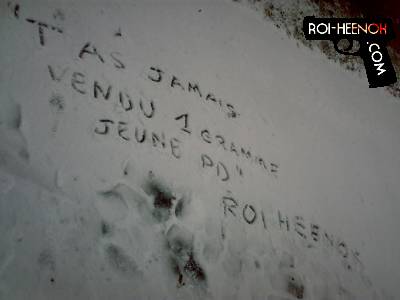 "T'AS JAMAIS
VENDU 1 GRAMME
JEUNE PD"
ROI HEENOK
ROI-HEENOK
.COM